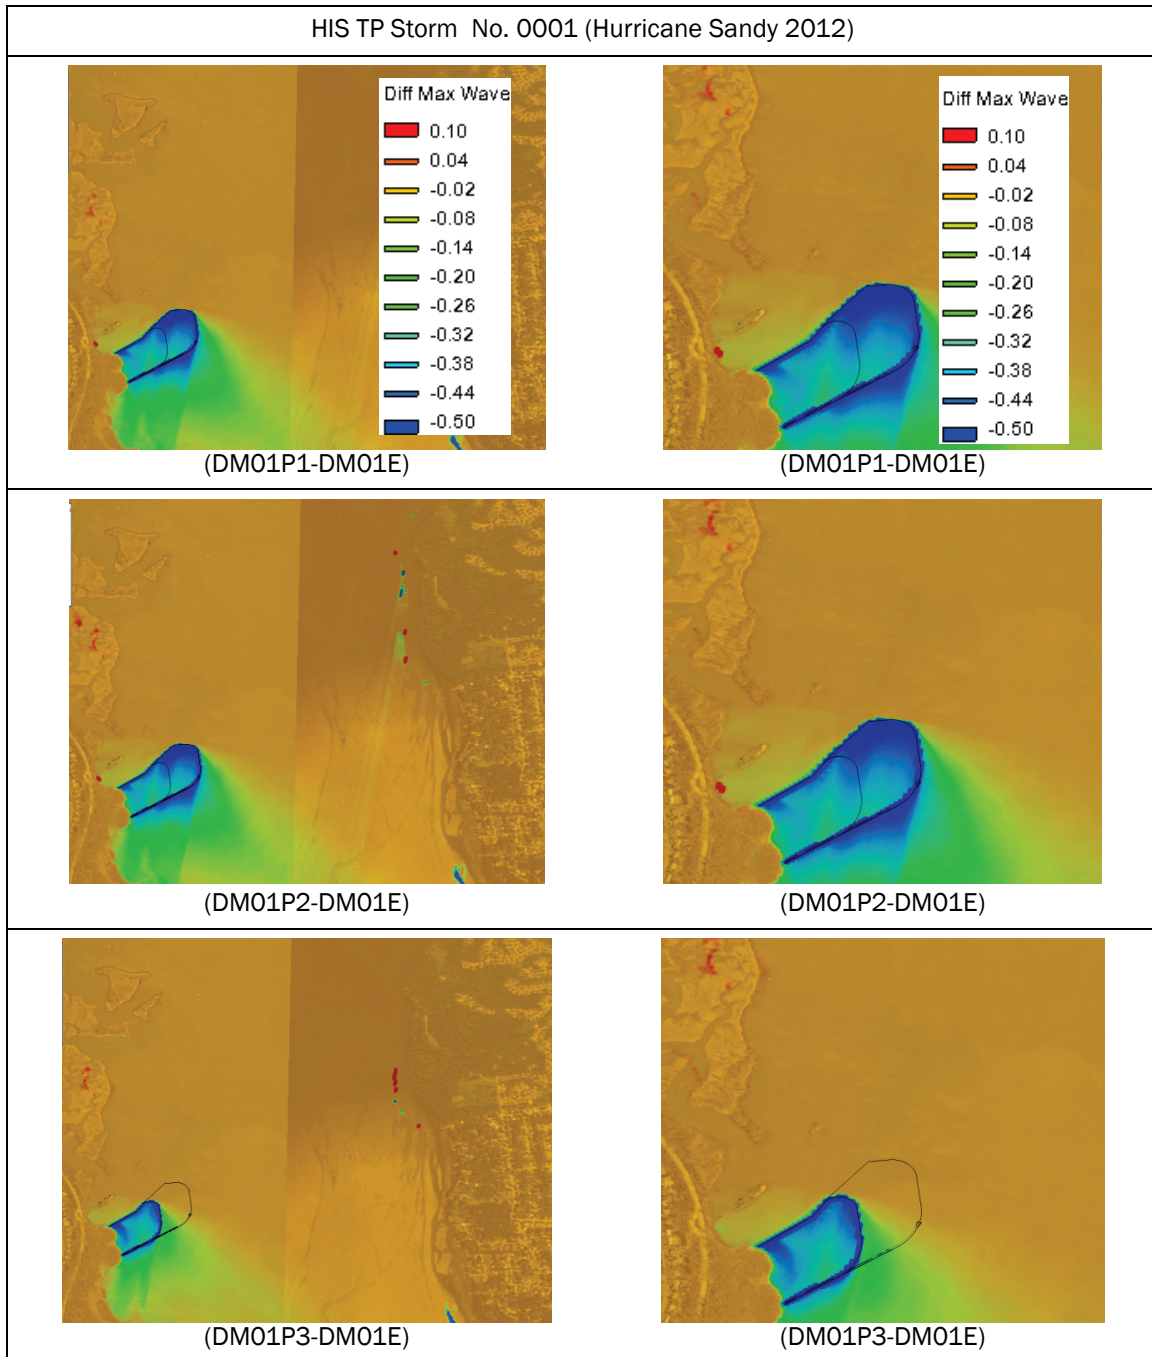 HIS TP Storm No. 0001 (Hurricane Sandy 2012)
Diff Max Wave
0.10
0.04
-0.02
-0.08
-0.14
-0.20
-0.26
-0.32
-0.38
-0.44
-0.50
(DM01P1-DM01E)
Diff Max Wave
0.10
0.04
-0.02
-0.08
-0.14
-0.20
-0.26
-0.32
-0.38
-0.44
-0.50
(DM01P1-DM01E)
(DM01P2-DM01E)
(DM01P2-DM01E)
(DM01P3-DM01E)
(DM01P3-DM01E)